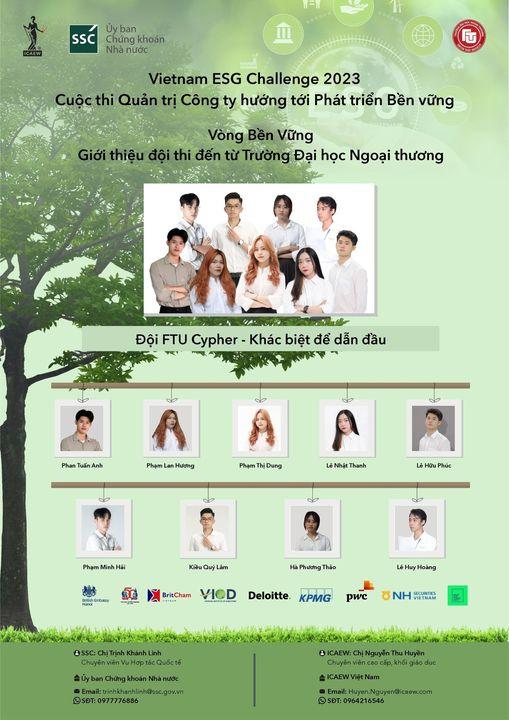 ICAEW
SSC
Ủy ban
Chứng khoán
Nhà nước
FTU
Vietnam ESG Challenge 2023
Cuộc thi Quản trị Công ty hướng tới Phát triển Bền vững
Vòng Bền Vững
Giới thiệu đội thi đến từ Trường Đại học Ngoại thương
Đội FTU Cypher - Khác biệt để dẫn đầu
Phan Tuấn Anh
Phạm Lan Hương
Phạm Thị Dung
Lê Nhật Thanh
Lê Hữu Phúc
Phạm Minh Hải
Kiều Quý Lâm
Hà Phương Thảo
Lê Huy Hoàng
British Embassy
Hanoi
BritCham
VIETNAM
VIOD
Deloitte.
KPMG
pwc
NH SECURITIES
VIETNAM
SSC: Chị Trịnh Khánh Linh
Chuyên viên Vụ Hợp tác Quốc tế
Ủy ban Chứng khoán Nhà nước
Email: trinhkhanhlinh@ssc.gov.vn
SĐT: 0977776886
ICAEW: Chị Nguyễn Thu Huyền
Chuyên viên cao cấp, khối giáo dục
ICAEW Việt Nam
Email: Huyen.Nguyen@icaew.com
SĐT: 0964216546